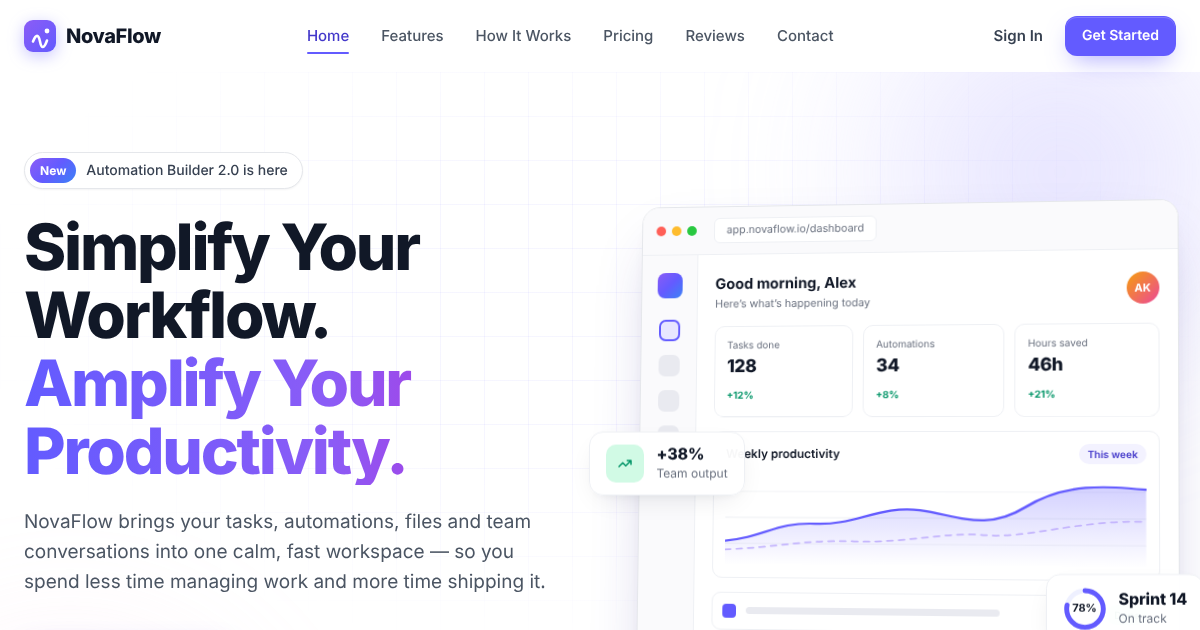 NovaFlow
Home
Features
How It Works
Pricing
Reviews
Contact
Sign In
Get Started
New
Automation Builder 2.0 is here
Simplify Your
Workflow.
Amplify Your
Productivity.
NovaFlow brings your tasks, automations, files and team
conversations into one calm, fast workspace — so you
spend less time managing work and more time shipping it.
app.novaflow.io/dashboard
Good morning, Alex
Here's what's happening today
AK
Tasks done
128
+12%
Automations
34
+8%
Hours saved
46h
+21%
+38%
Team output
Weekly productivity
This week
78%
Sprint 14
On track